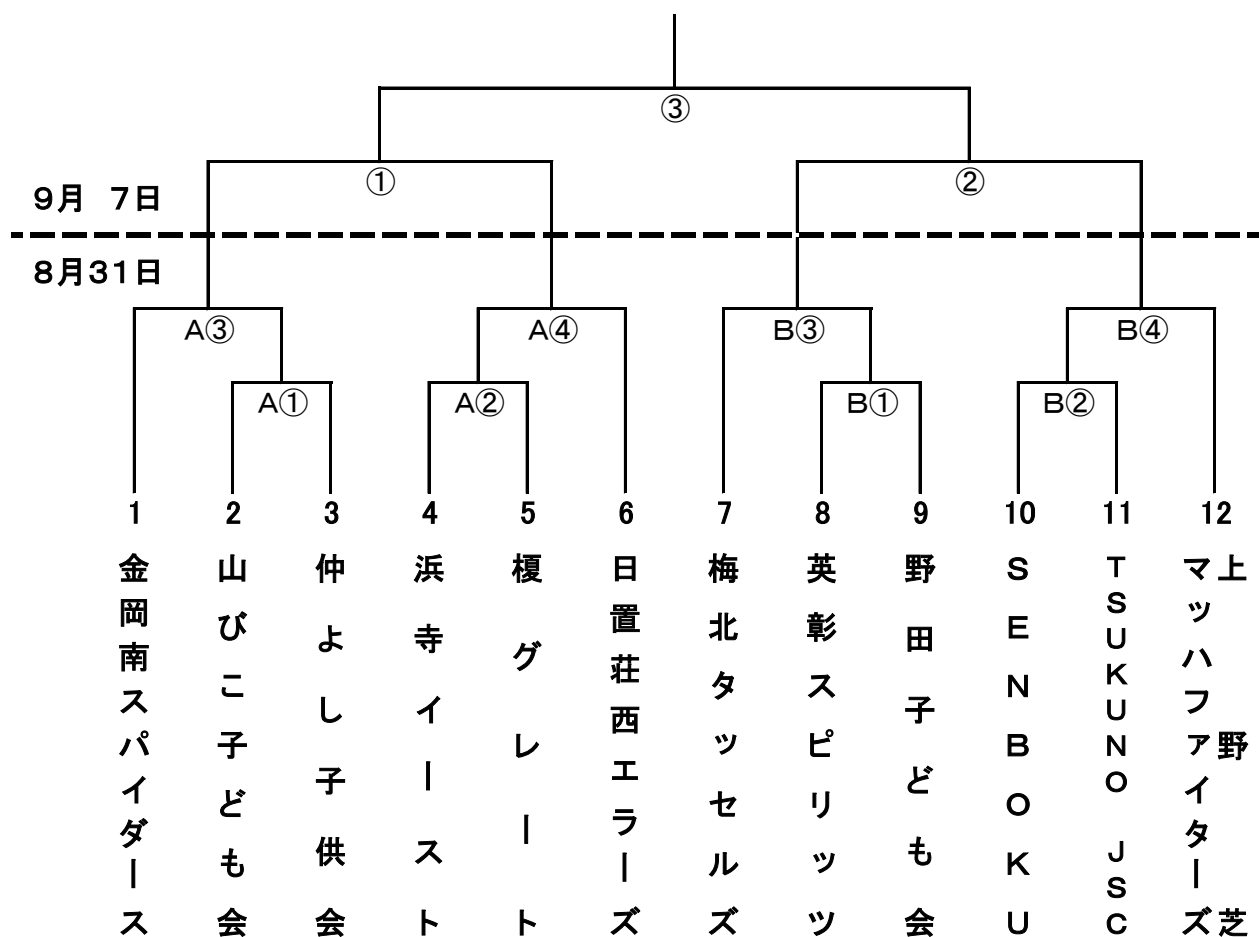 ③
① ②
９月　７日
８月３１日
Ａ③ Ａ④ Ｂ③ Ｂ④
Ａ① Ａ② Ｂ① Ｂ②
1 2 3 4 5 6 7 8 9 10 11 12
金岡南スパイダース
山びこ子ども会
仲よし子供会
浜寺イースト
榎グレート
日置荘西エラーズ
梅北タッセルズ
英彰スピリッツ
野田子ども会
ＳＥＮＢＯＫＵ
ＴＳＵＫＵＮＯ　ＪＳＣ
上野芝
マッハファイターズ